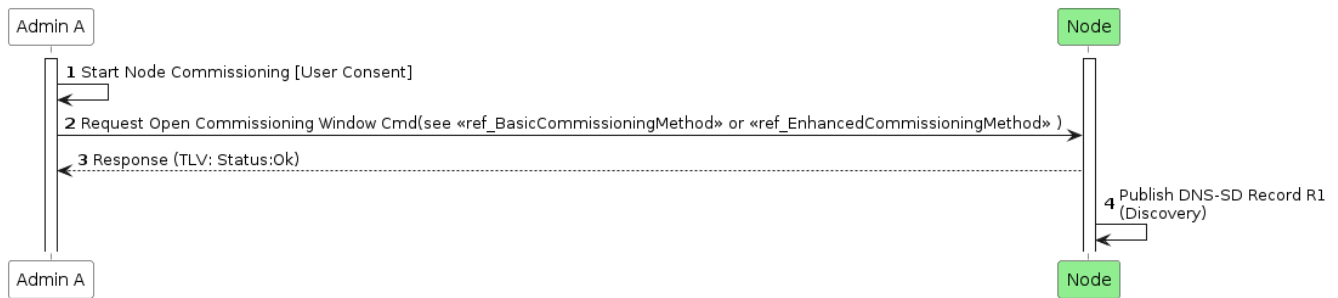 Admin A
Node
1 Start Node Commissioning [User Consent]
2 Request Open Commissioning Window Cmd(see «ref_BasicCommissioningMethod» or «ref_EnhancedCommissioningMethod» )
3 Response (TLV: Status:Ok)
4 Publish DNS-SD Record R1
(Discovery)
Admin A
Node